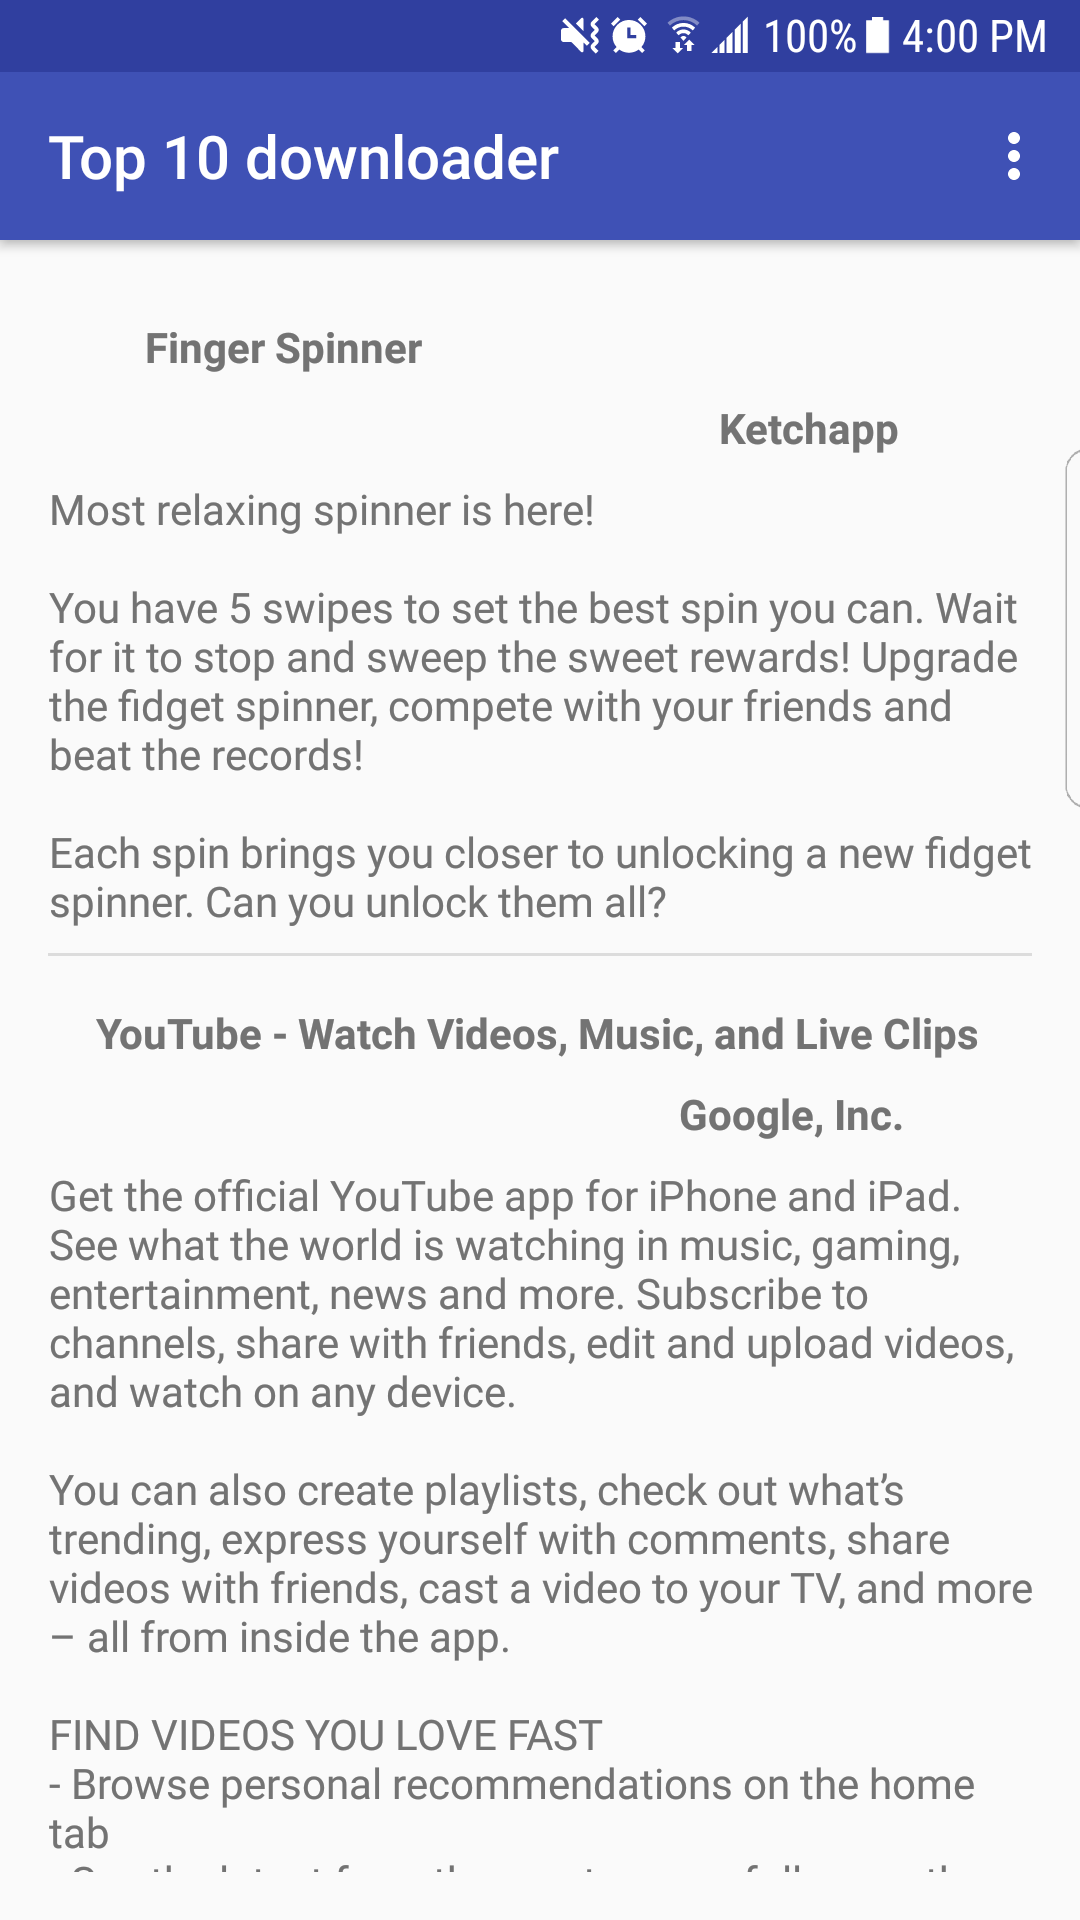 100% 4:00 PM
Top 10 downloader
Finger Spinner
Ketchapp
Most relaxing spinner is here!
You have 5 swipes to set the best spin you can. Wait
for it to stop and sweep the sweet rewards! Upgrade
the fidget spinner, compete with your friends and
beat the records!
Each spin brings you closer to unlocking a new fidget
spinner. Can you unlock them all?
YouTube - Watch Videos, Music, and Live Clips
Google, Inc.
Get the official YouTube app for iPhone and iPad.
See what the world is watching in music, gaming,
entertainment, news and more. Subscribe to
channels, share with friends, edit and upload videos,
and watch on any device.
You can also create playlists, check out what’s
trending, express yourself with comments, share
videos with friends, cast a video to your TV, and more
– all from inside the app.
FIND VIDEOS YOU LOVE FAST
- Browse personal recommendations on the home
tab